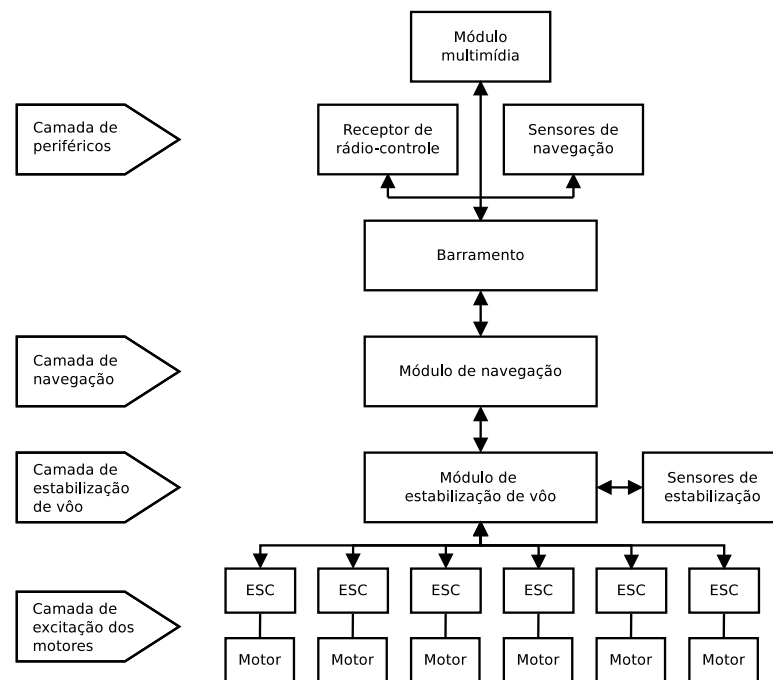 Módulo
multimídia
Camada de
periféricos
Receptor de
rádio-controle
Sensores de
navegação
Barramento
Camada de
navegação
Módulo de navegação
Camada de
estabilização
de vôo
Módulo de
estabilização de vôo
Sensores de
estabilização
ESC
ESC
ESC
ESC
ESC
ESC
Camada de
excitação dos
motores
Motor
Motor
Motor
Motor
Motor
Motor